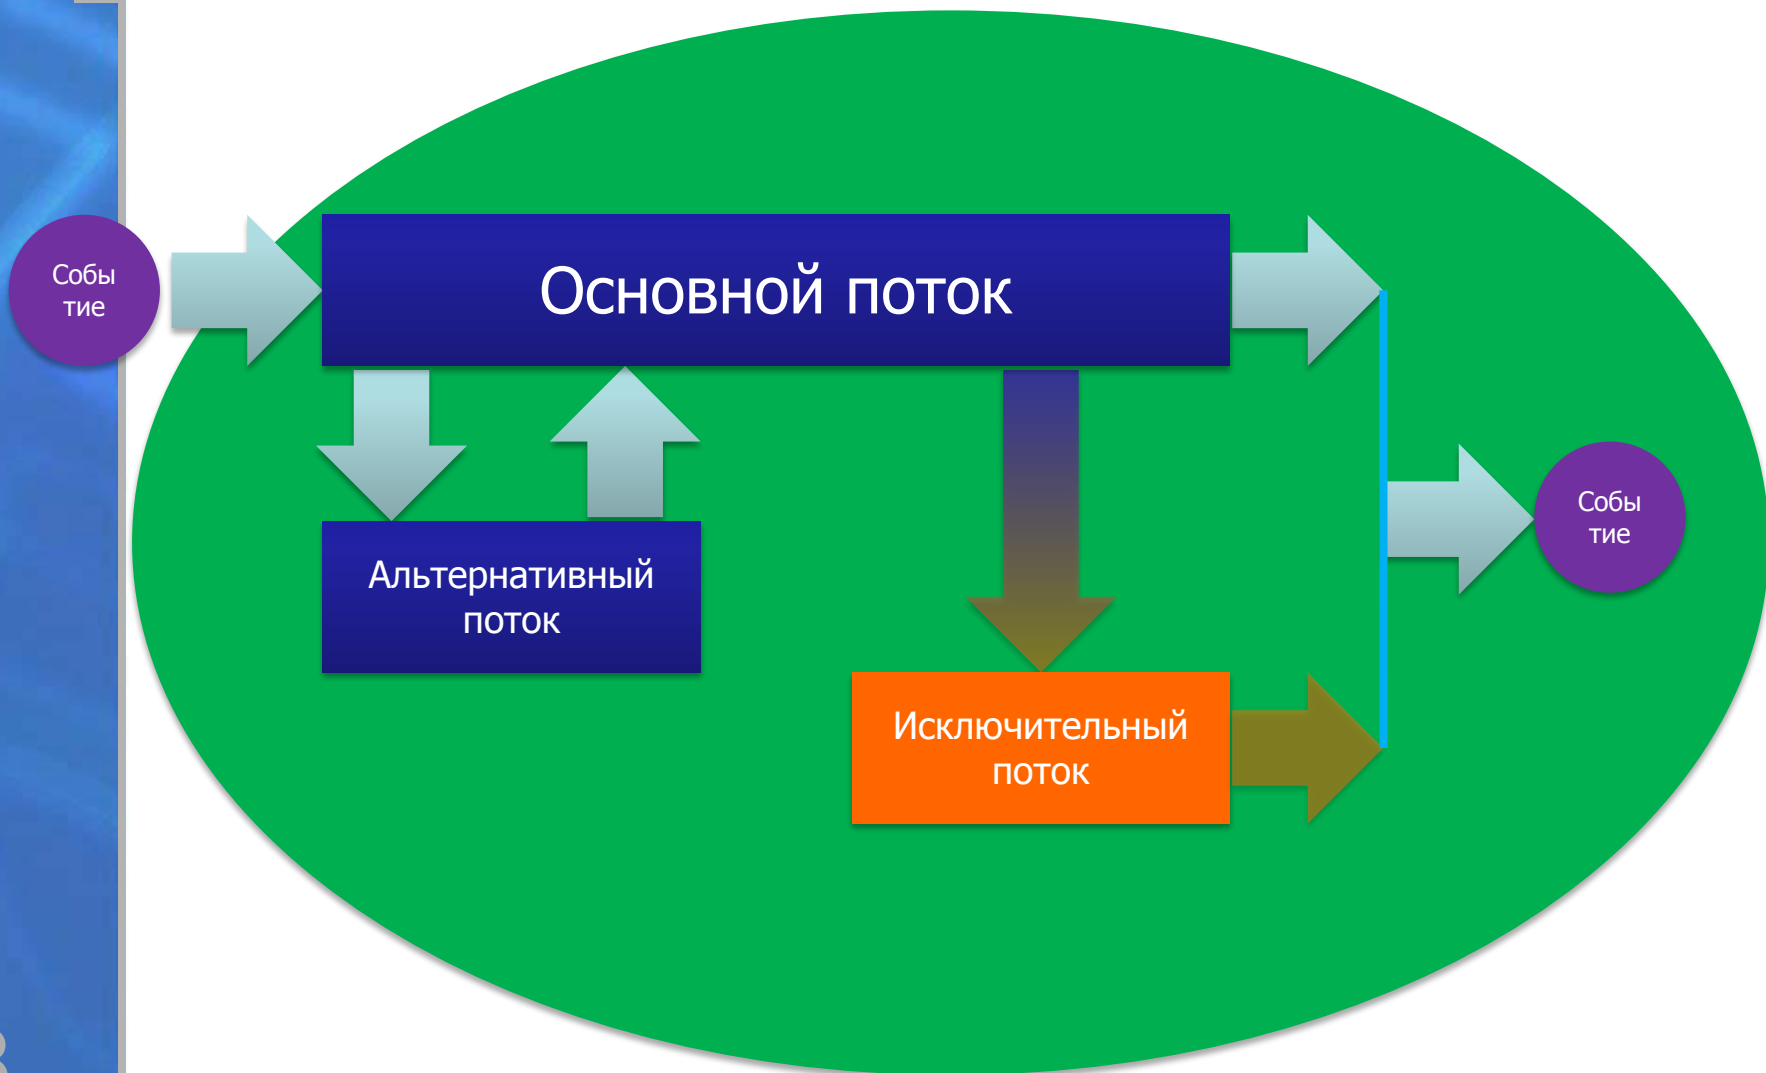 Собы
тие
Основной поток
Альтернативный
поток
Собы
тие
Исключительный
поток